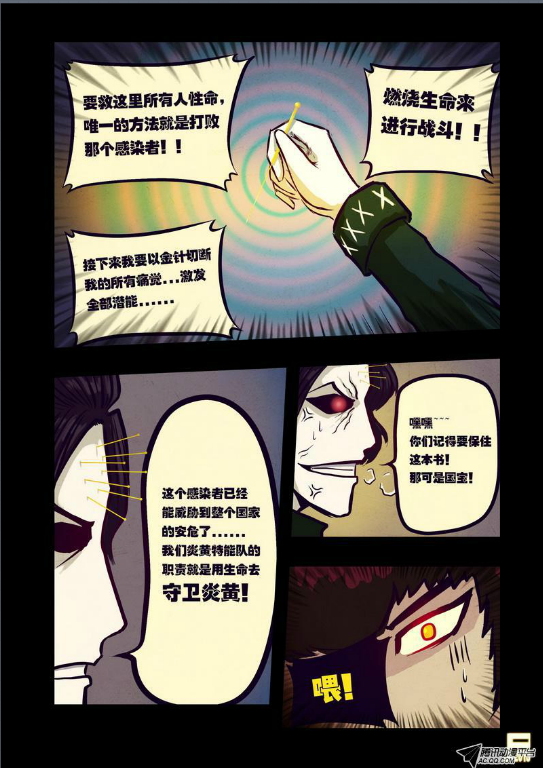 要救这里所有人性命，
唯一的方法就是打败
那个感染者！！
燃烧生命来
进行战斗！！
接下来我要以金针切断
我的所有痛觉...激发
全部潜能......
这个感染者已经
能威胁到整个国家
的安危了......
我们炎黄特能队的
职责就是用生命去
守卫炎黄！
嘿嘿~~~
你们记得要保住
这本书！
那可是国宝！
喂！
腾讯动漫平台
AC.QQ.COM